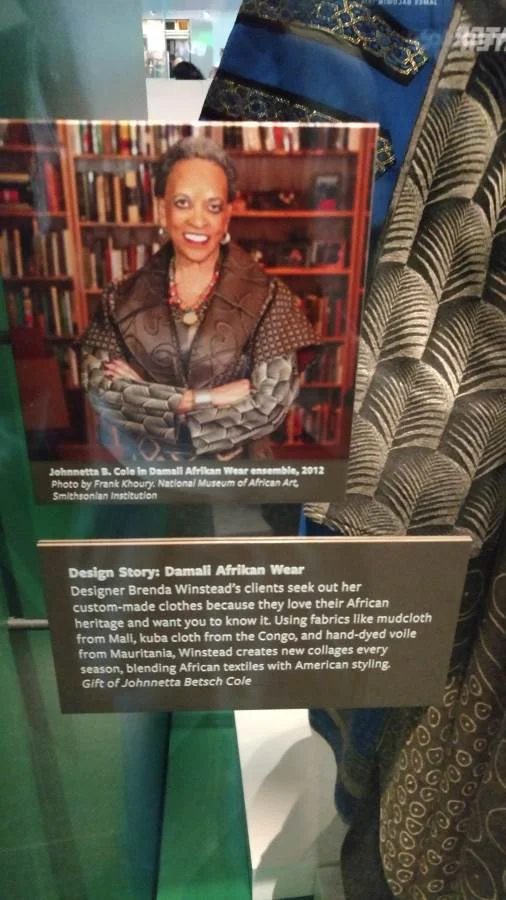 JAMES BALDWIN
Johnnetta B. Cole in Damali Afrikan Wear ensemble, 2012
Photo by Frank Khoury. National Museum of African Art,
Smithsonian Institution
Design Story: Damali Afrikan Wear
Designer Brenda Winstead's clients seek out her
custom-made clothes because they love their African
heritage and want you to know it. Using fabrics like mudcloth
from Mali, kuba cloth from the Congo, and hand-dyed voile
from Mauritania, Winstead creates new collages every
season, blending African textiles with American styling.
Gift of Johnnetta Betsch Cole